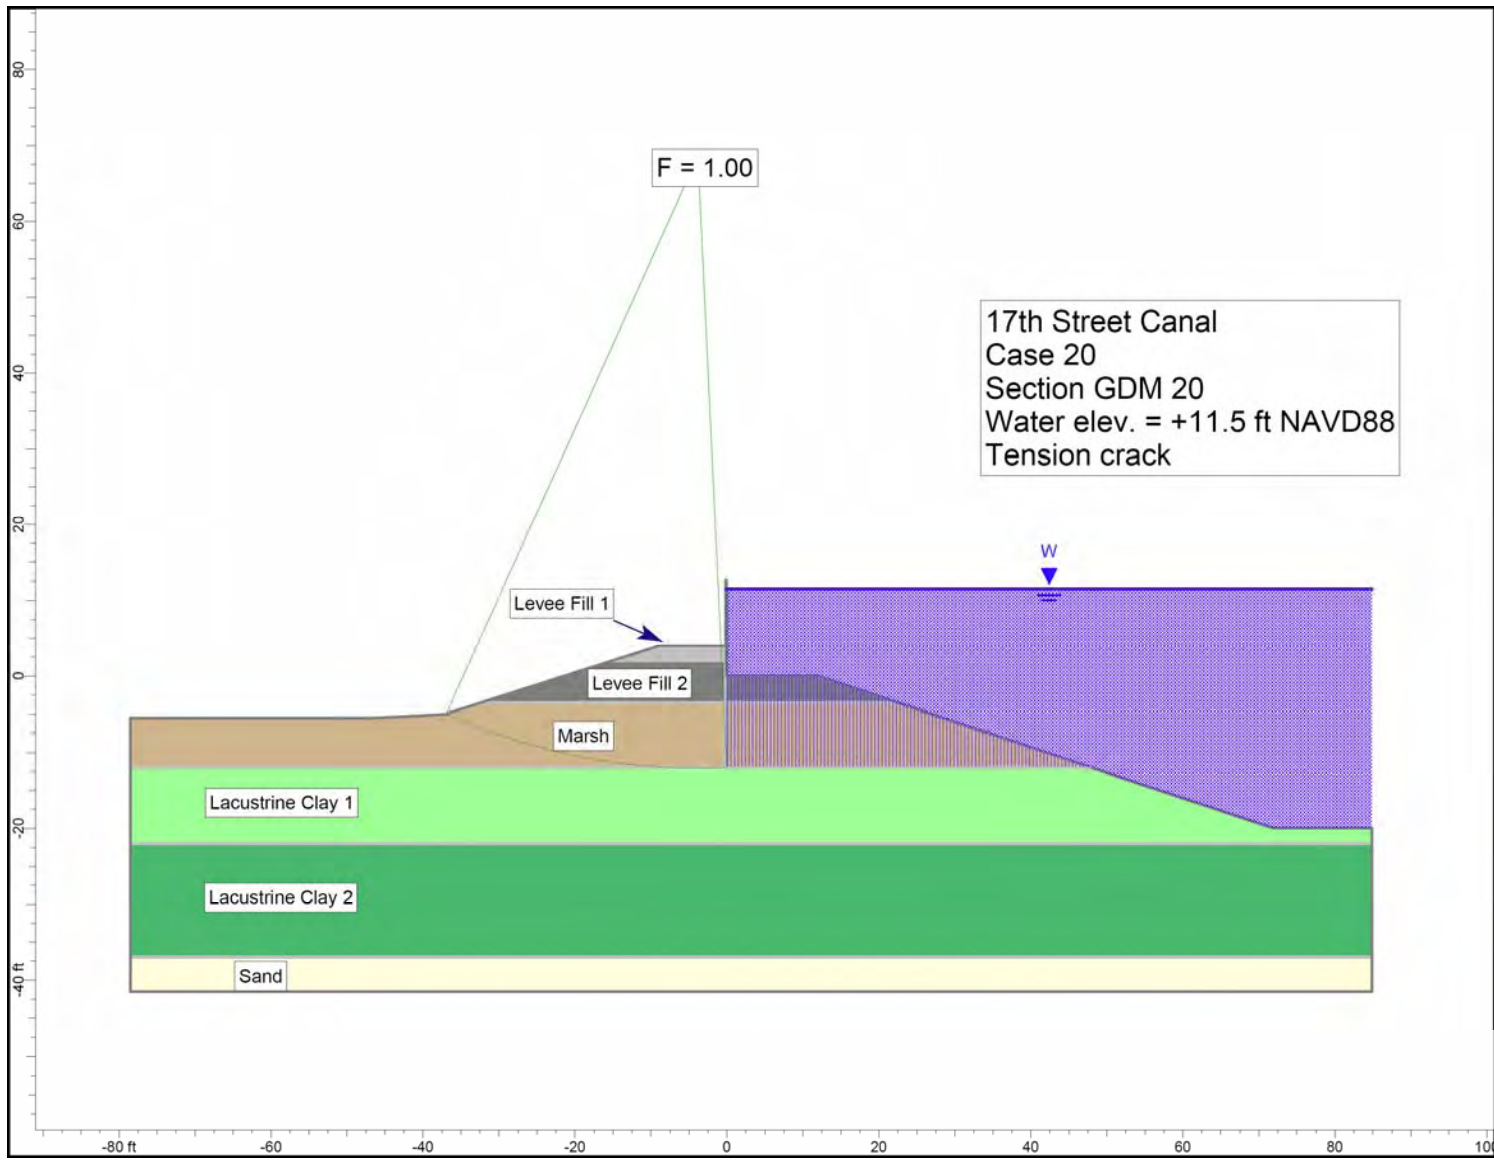 F = 1.00
17th Street Canal
Case 20
Section GDM 20
Water elev. = +11.5 ft NAVD88
Tension crack
W
Levee Fill 1
Levee Fill 2
Marsh
Lacustrine Clay 1
Lacustrine Clay 2
Sand
80
60
40
20
0
-20
-40 ft
-80 ft
-60
-40
-20
0
20
40
60
80
100